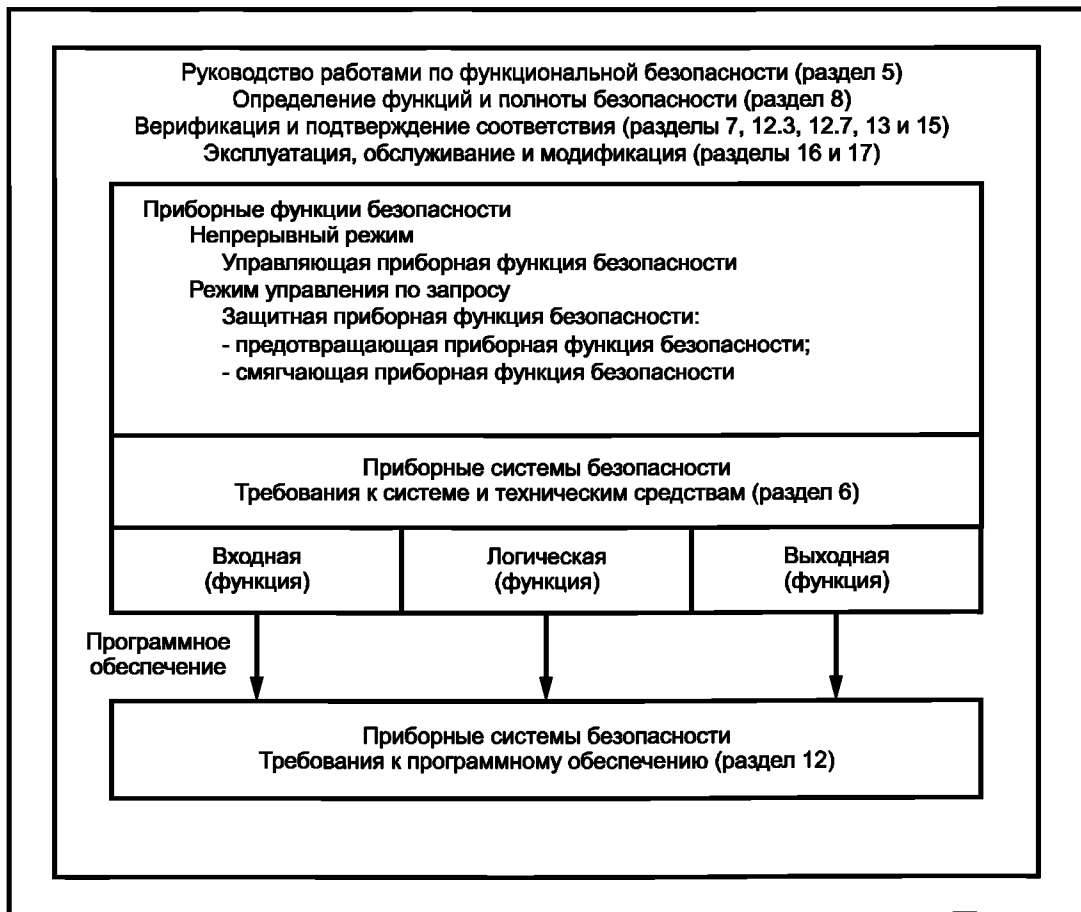 Руководство работами по функциональной безопасности (раздел 5)
Определение функций и полноты безопасности (раздел 8)
Верификация и подтверждение соответствия (разделы 7, 12.3, 12.7, 13 и 15)
Эксплуатация, обслуживание и модификация (разделы 16 и 17)
Приборные функции безопасности
Непрерывный режим
Управляющая приборная функция безопасности
Режим управления по запросу
Защитная приборная функция безопасности:
- предотвращающая приборная функция безопасности;
- смягчающая приборная функция безопасности
Приборные системы безопасности
Требования к системе и техническим средствам (раздел 6)
Входная
(функция)
Логическая
(функция)
Выходная
(функция)
Программное
обеспечение
Приборные системы безопасности
Требования к программному обеспечению (раздел 12)